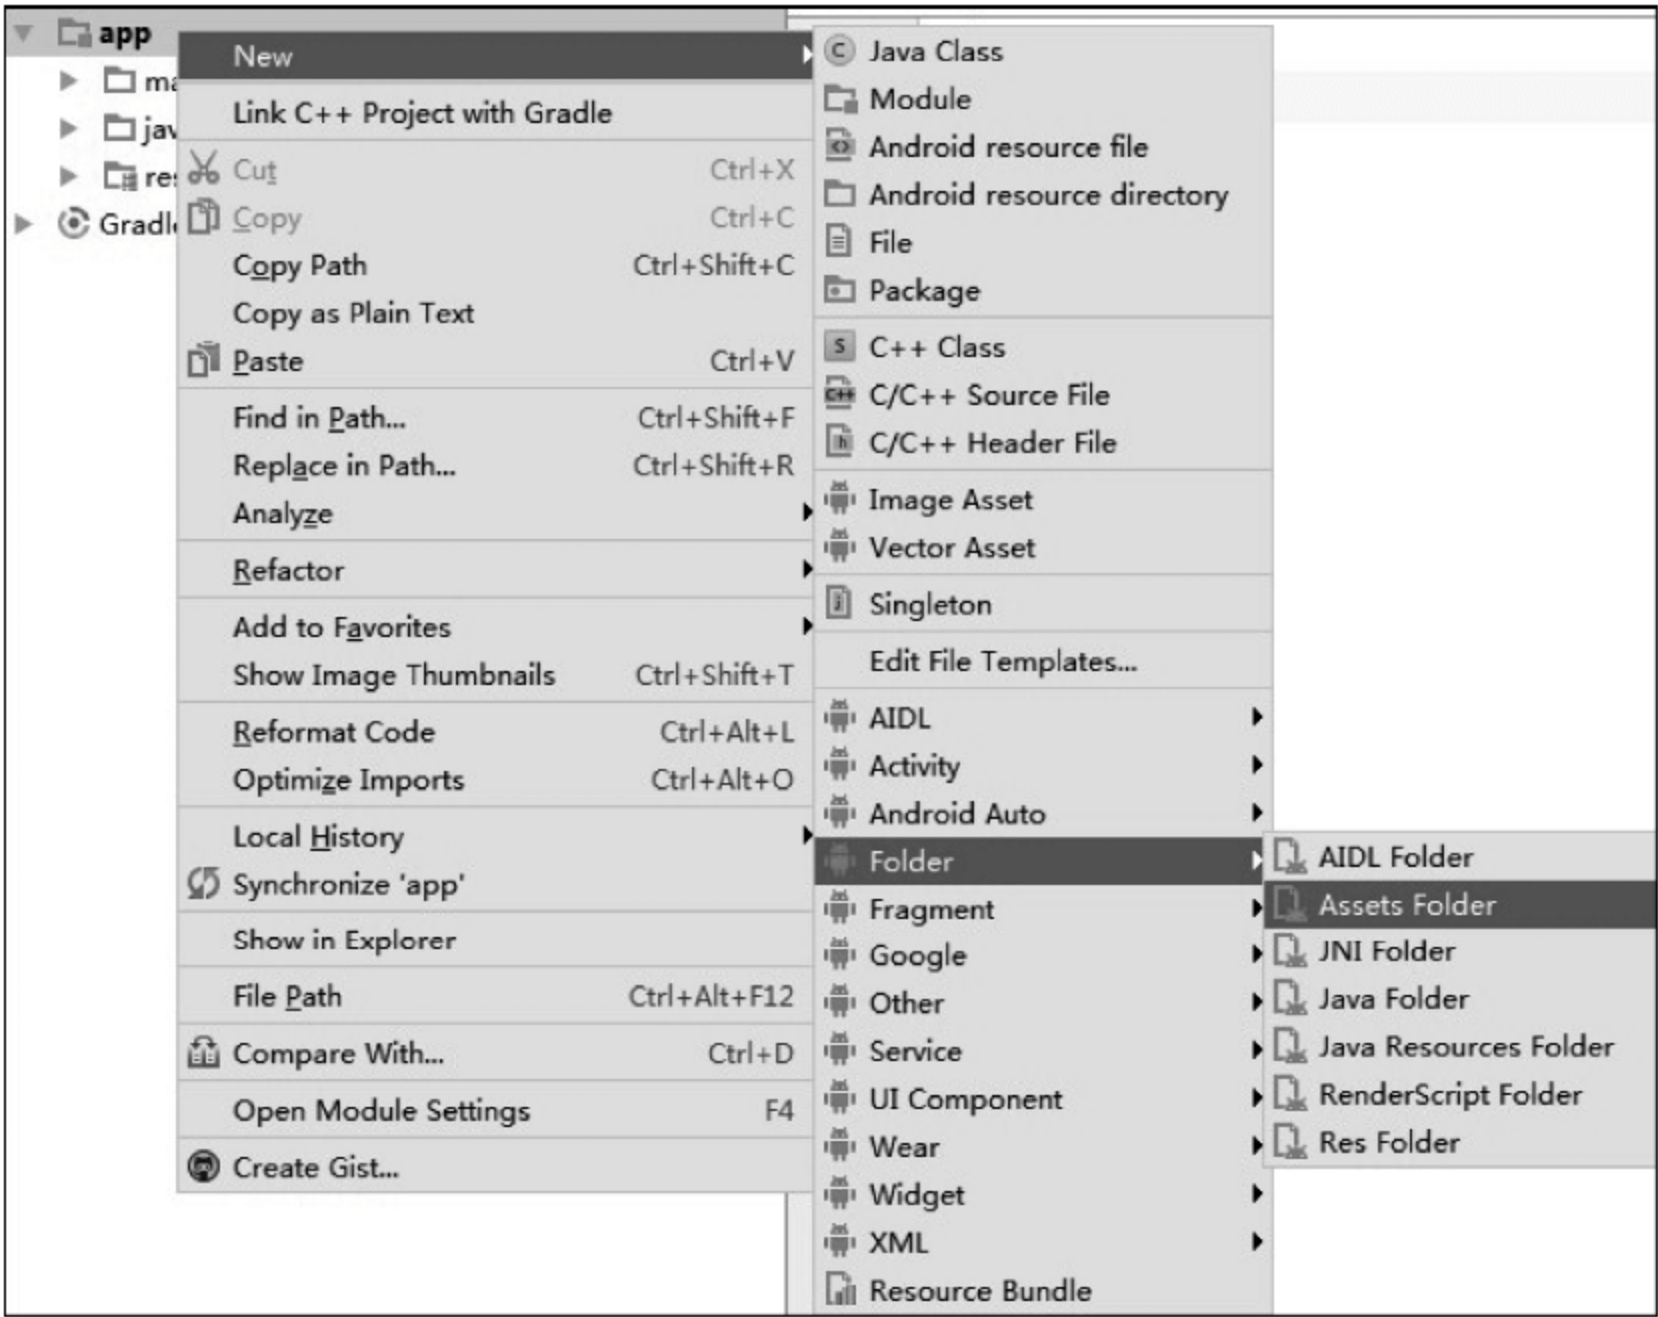 app
ma
jav
res
Gradle
New
Link C++ Project with Gradle
Cut Ctrl+X
Copy Ctrl+C
Copy Path Ctrl+Shift+C
Copy as Plain Text
Paste Ctrl+V
Find in Path... Ctrl+Shift+F
Replace in Path... Ctrl+Shift+R
Analyze
Refactor
Add to Favorites
Show Image Thumbnails Ctrl+Shift+T
Reformat Code Ctrl+Alt+L
Optimize Imports Ctrl+Alt+O
Local History
Synchronize 'app'
Show in Explorer
File Path Ctrl+Alt+F12
Compare With... Ctrl+D
Open Module Settings F4
Create Gist...
Java Class
Module
Android resource file
Android resource directory
File
Package
C++ Class
C/C++ Source File
C/C++ Header File
Image Asset
Vector Asset
Singleton
Edit File Templates...
AIDL
Activity
Android Auto
Folder
Fragment
Google
Other
Service
UI Component
Wear
Widget
XML
Resource Bundle
AIDL Folder
Assets Folder
JNI Folder
Java Folder
Java Resources Folder
RenderScript Folder
Res Folder